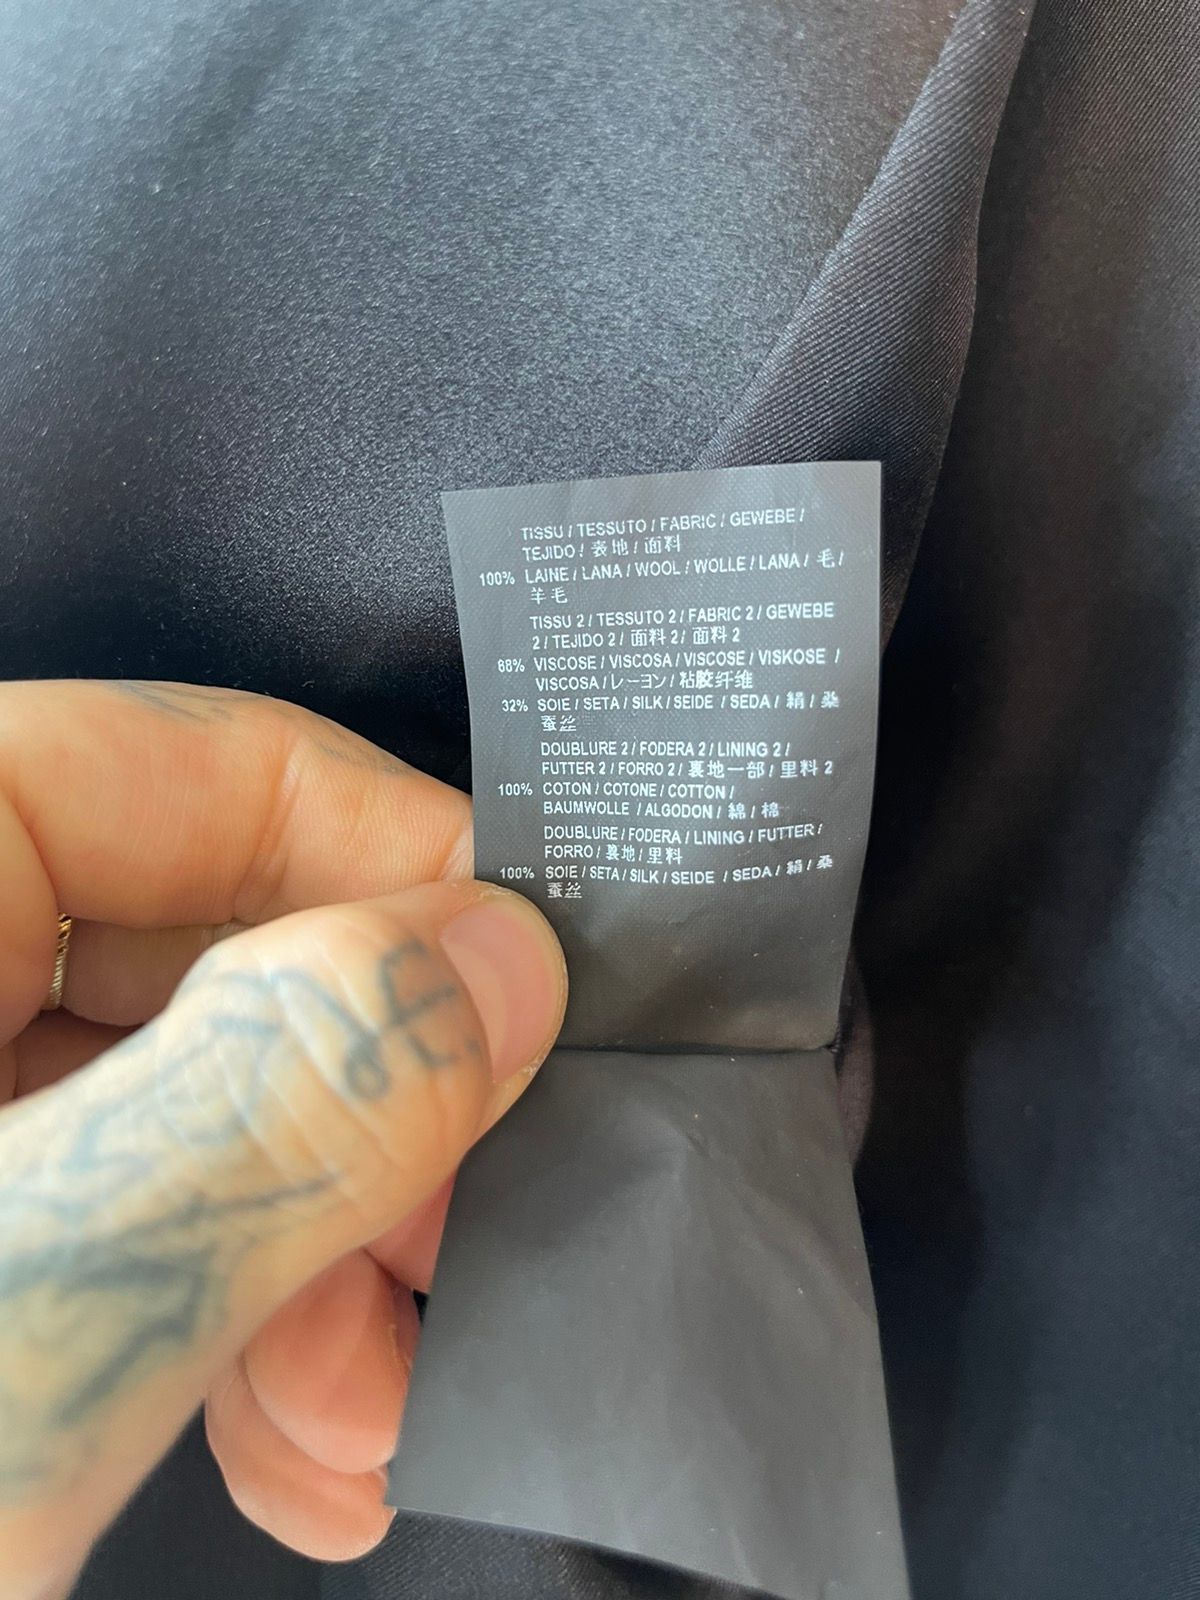 TISSU / TESSUTO / FABRIC / GEWEBE /
TEJIDO / 表地 / 面料
100% LAINE / LANA / WOOL / WOLLE / LANA / 毛 /
羊毛
TISSU 2 / TESSUTO 2 / FABRIC 2 / GEWEBE
2 / TEJIDO 2 / 面料 2 / 面料 2
68% VISCOSE / VISCOSA / VISCOSE / VISKOSE /
VISCOSA / レーヨン / 粘胶纤维
32% SOIE / SETA / SILK / SEIDE / SEDA / 絹 / 桑
蚕丝
DOUBLURE 2 / FODERA 2 / LINING 2 /
FUTTER 2 / FORRO 2 / 裏地一部 / 里料 2
100% COTON / COTONE / COTTON /
BAUMWOLLE / ALGODON / 綿 / 棉
DOUBLURE / FODERA / LINING / FUTTER /
FORRO / 裏地 / 里料
100% SOIE / SETA / SILK / SEIDE / SEDA / 絹 / 桑
蚕丝